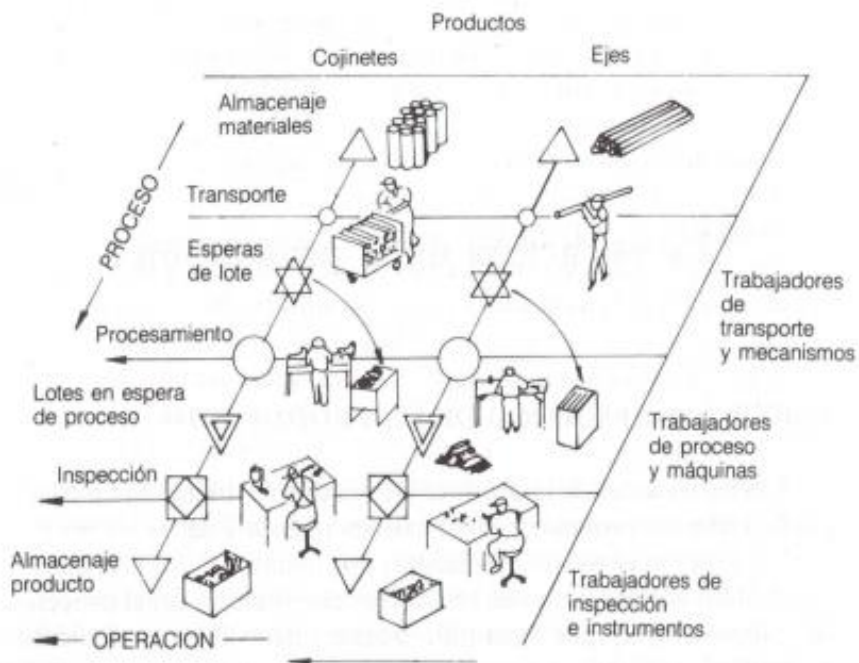 Productos
Cojinetes
Ejes
Almacenaje
materiales
PROCESO
Transporte
Esperas
de lote
Trabajadores
de
transporte
y mecanismos
Procesamiento
Lotes en espera
de proceso
Trabajadores
de proceso
y máquinas
Inspección
Almacenaje
producto
Trabajadores de
inspección
e instrumentos
OPERACION